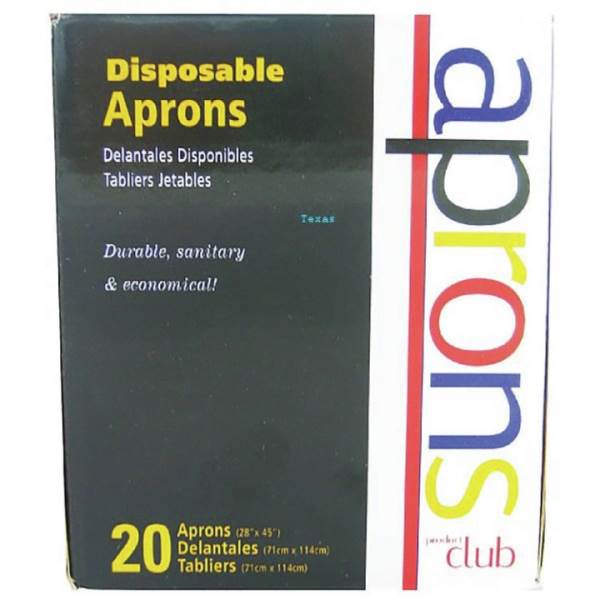 Disposable
Aprons
Delantales Disponibles
Tabliers Jetables
Texas
Durable, sanitary
& economical!
20
Aprons (28"x 45")
Delantales (71cm x 114cm)
Tabliers (71cm x 114cm)
aprons
product
club